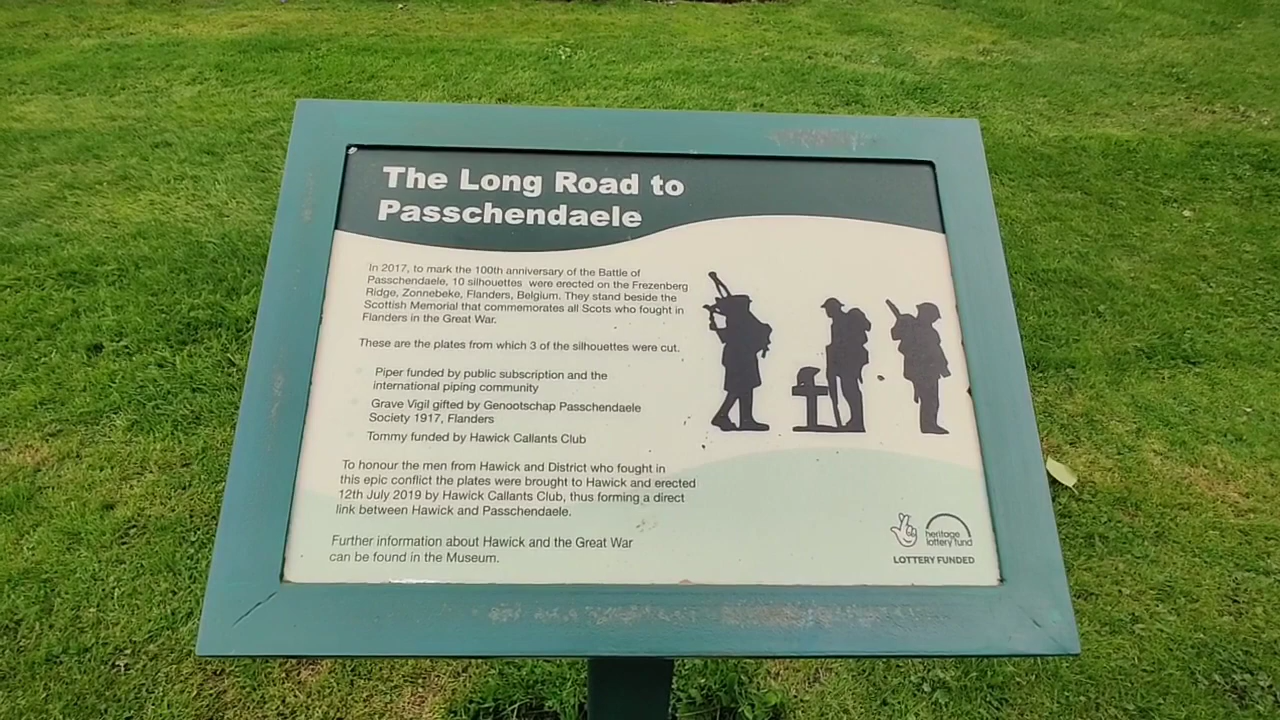 The Long Road to
Passchendaele
In 2017, to mark the 100th anniversary of the Battle of
Passchendaele, 10 silhouettes were erected on the Frezenberg
Ridge, Zonnebeke, Flanders, Belgium. They stand beside the
Scottish Memorial that commemorates all Scots who fought in
Flanders in the Great War.
These are the plates from which 3 of the silhouettes were cut.
Piper funded by public subscription and the
international piping community
Grave Vigil gifted by Genootschap Passchendaele
Society 1917, Flanders
Tommy funded by Hawick Callants Club
To honour the men from Hawick and District who fought in
this epic conflict the plates were brought to Hawick and erected
12th July 2019 by Hawick Callants Club, thus forming a direct
link between Hawick and Passchendaele.
Further information about Hawick and the Great War
can be found in the Museum.
heritage
lottery fund
LOTTERY FUNDED